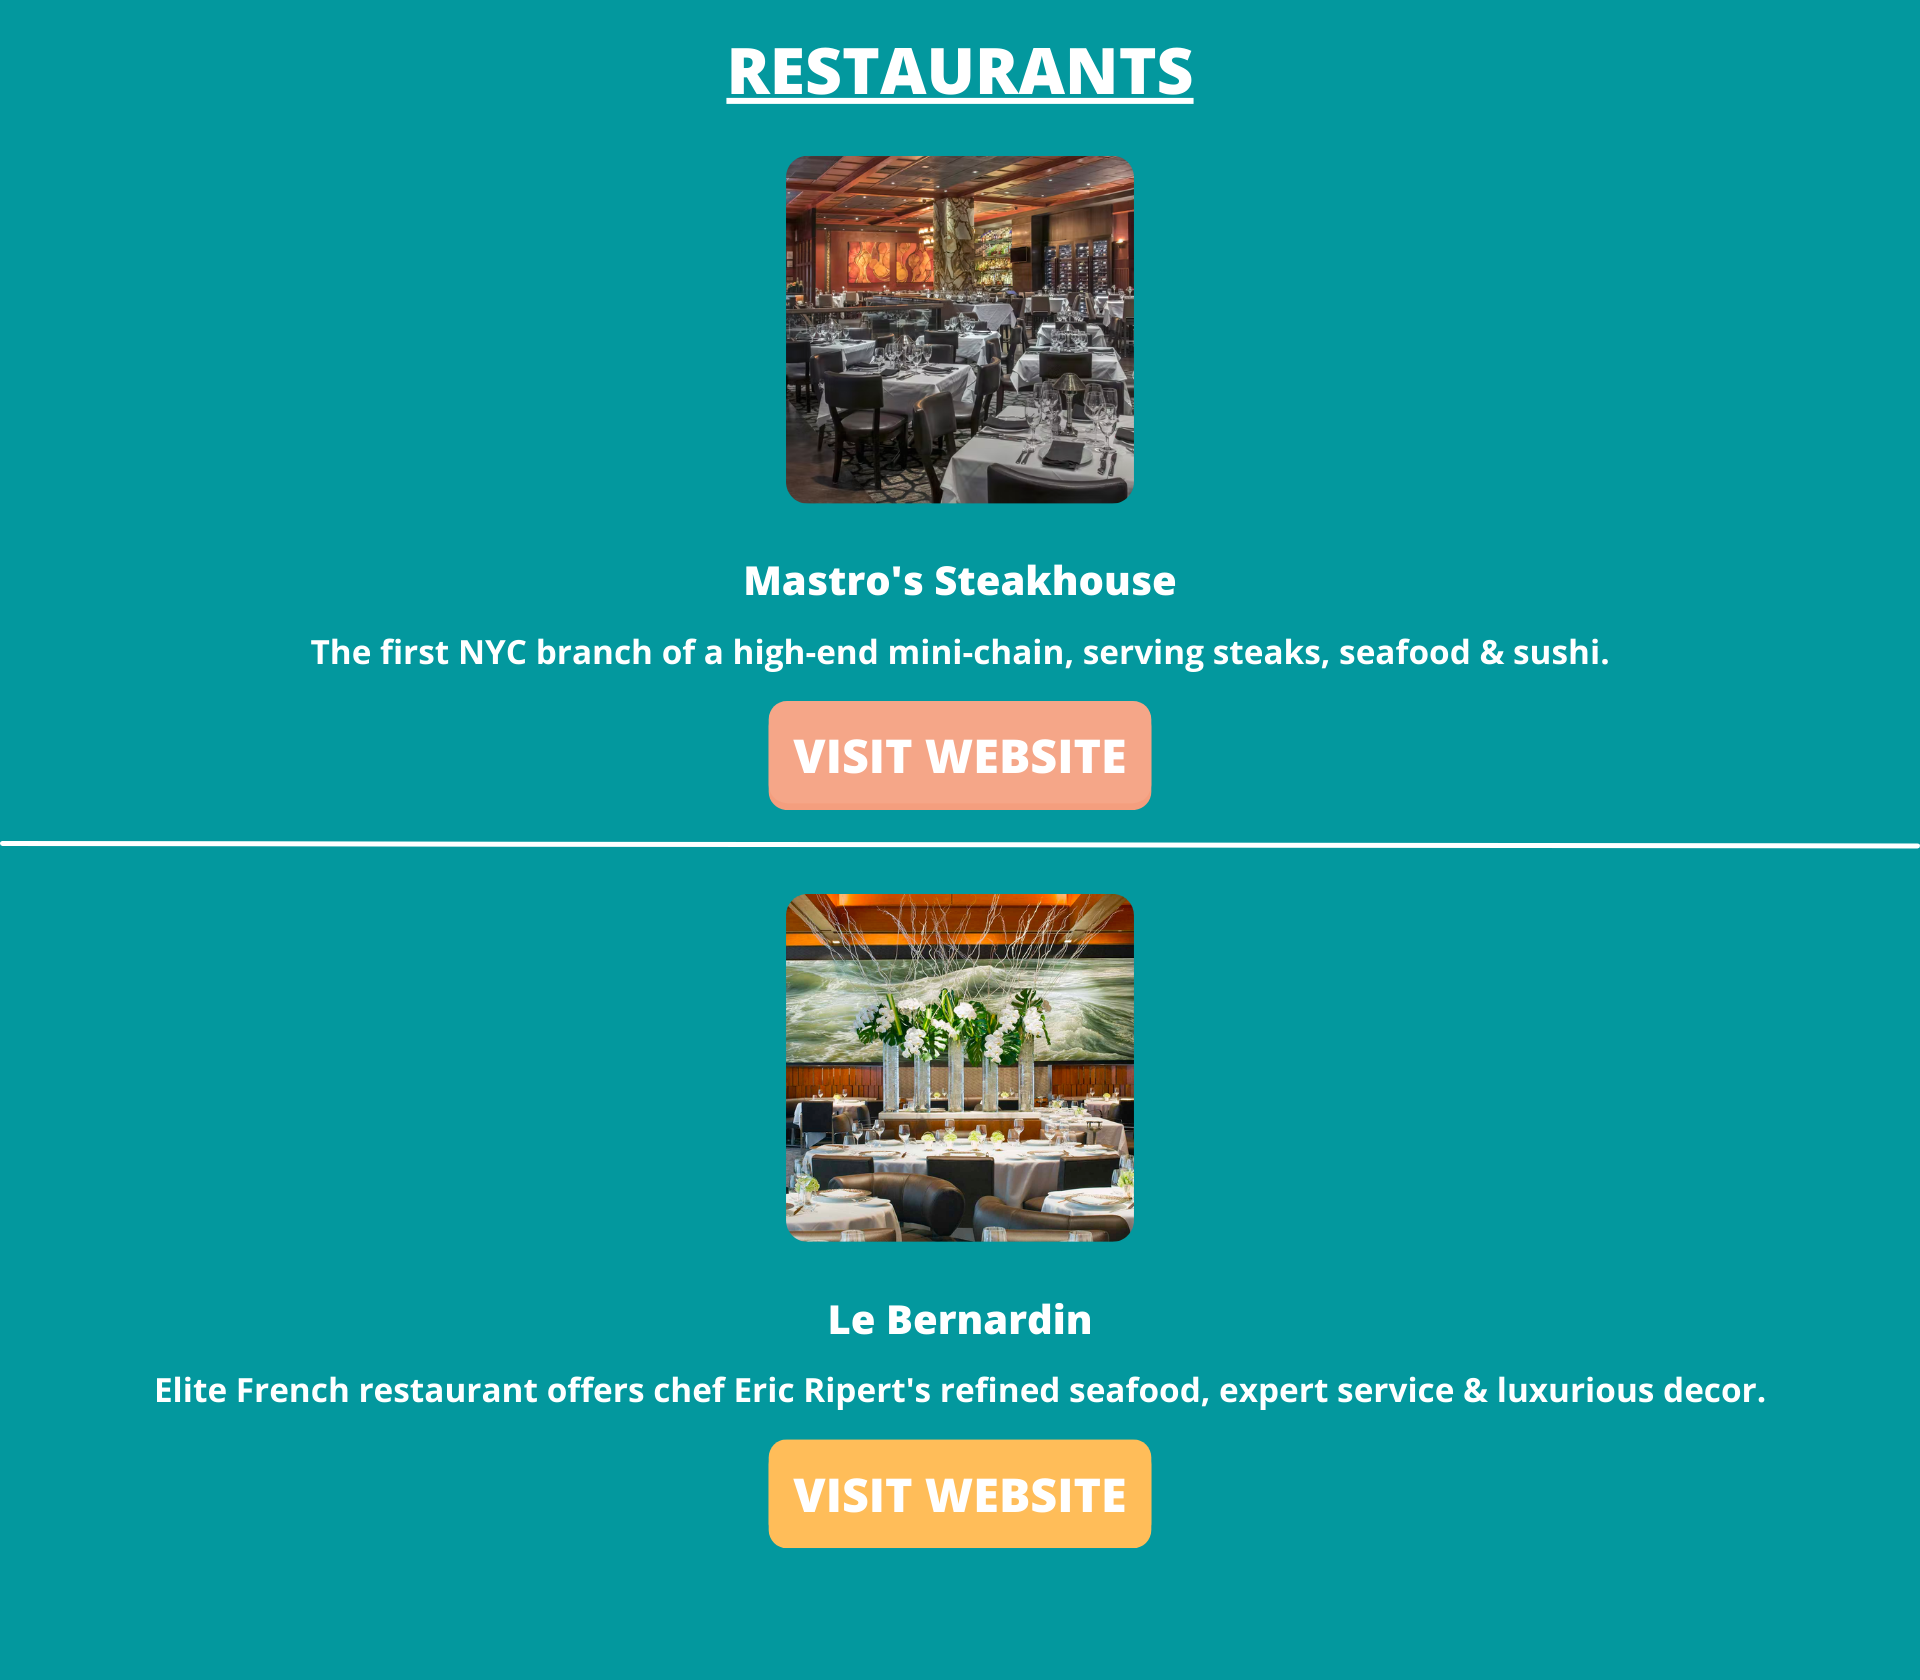 RESTAURANTS
Mastro's Steakhouse
The first NYC branch of a high-end mini-chain, serving steaks, seafood & sushi.
VISIT WEBSITE
Le Bernardin
Elite French restaurant offers chef Eric Ripert's refined seafood, expert service & luxurious decor.
VISIT WEBSITE